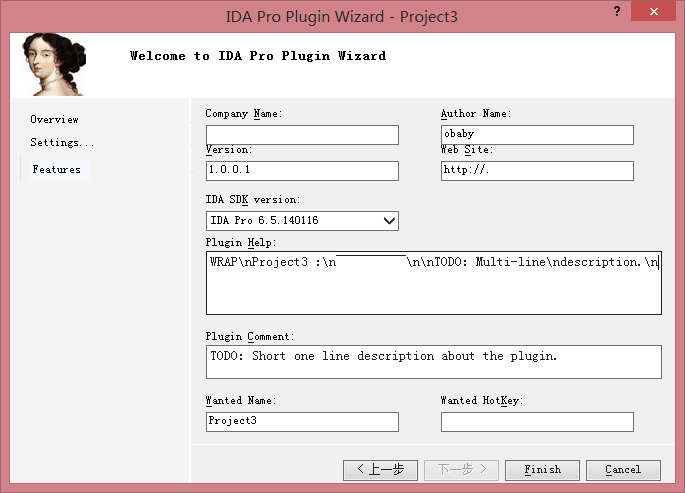 IDA Pro Plugin Wizard - Project3
? ×
Welcome to IDA Pro Plugin Wizard
Overview
Settings...
Features
Company Name:
Author Name:
obaby
Version:
Web Site:
1.0.0.1
http://.
IDA SDK version:
IDA Pro 6.5.140116
Plugin Help:
WRAP\nProject3 :\n‾‾‾‾‾‾‾‾‾‾\n\nTODO: Multi-line\ndescription.\n
Plugin Comment:
TODO: Short one line description about the plugin.
Wanted Name:
Wanted HotKey:
Project3
< 上一步
下一步 >
Finish
Cancel